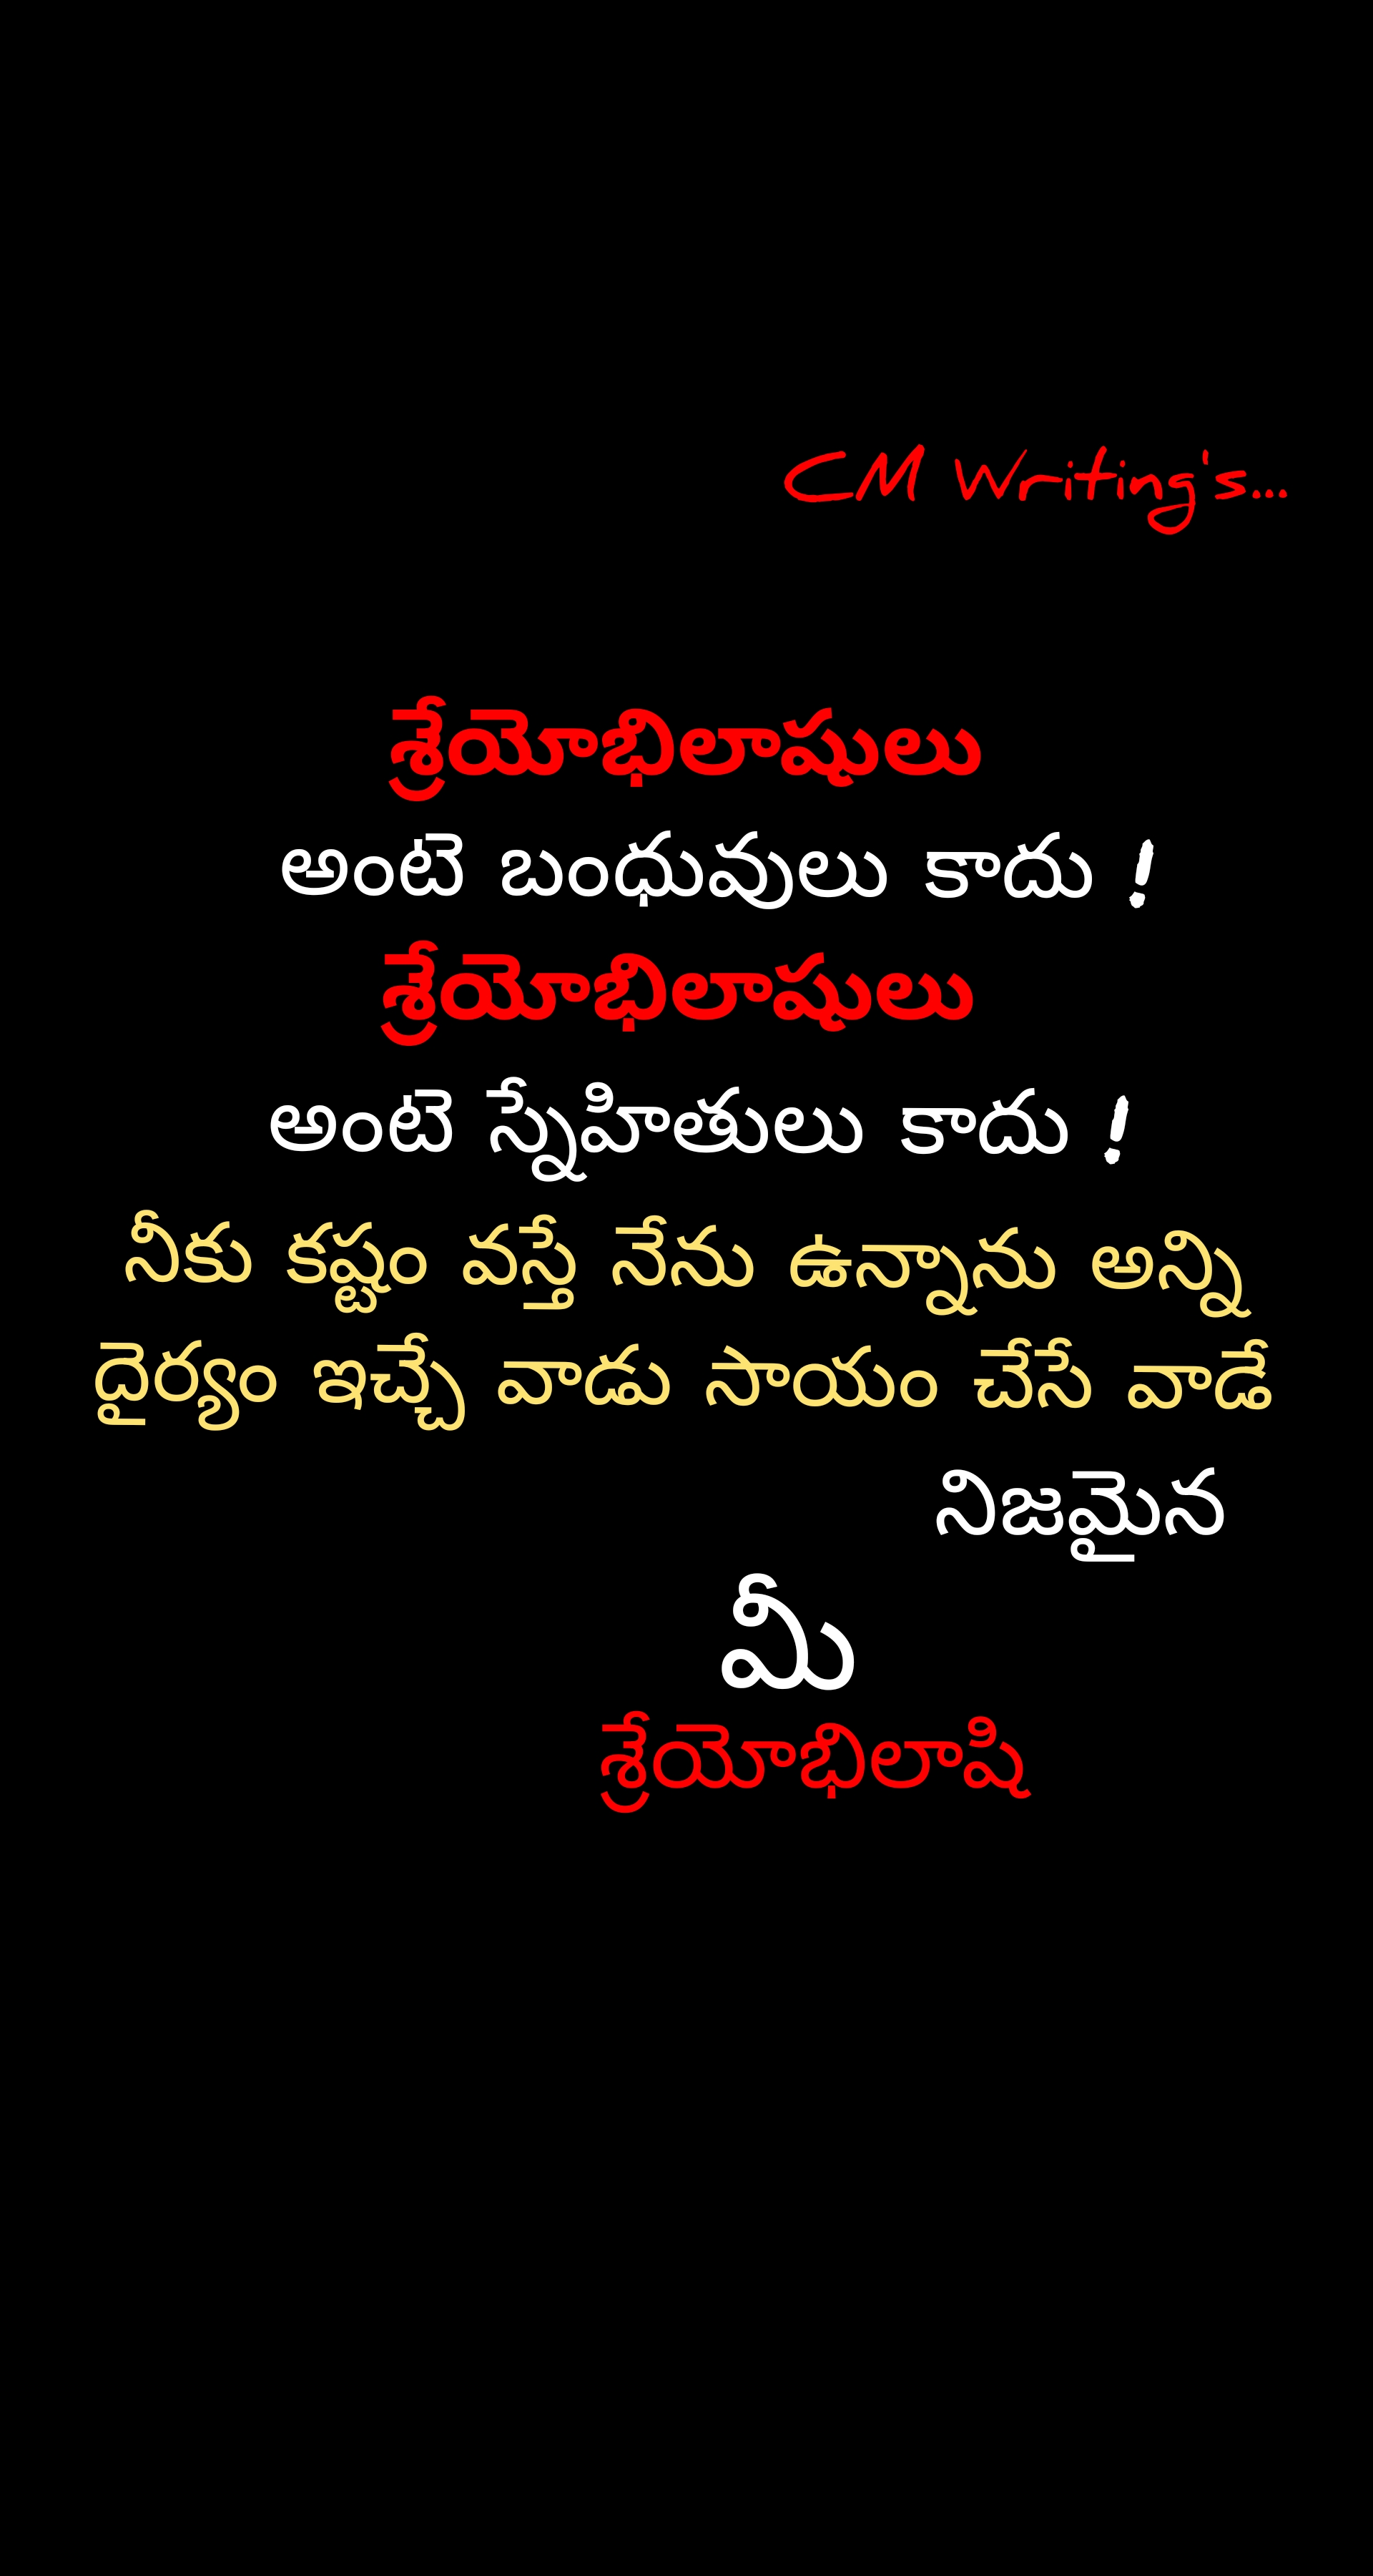 CM Writing's...
శ్రేయోభిలాషులు
అంటె బంధువులు కాదు !
శ్రేయోభిలాషులు
అంటె స్నేహితులు కాదు !
నీకు కష్టం వస్తే నేను ఉన్నాను అన్ని
దైర్యం ఇచ్చే వాడు సాయం చేసే వాడే
నిజమైన
మీ
శ్రేయోభిలాషి